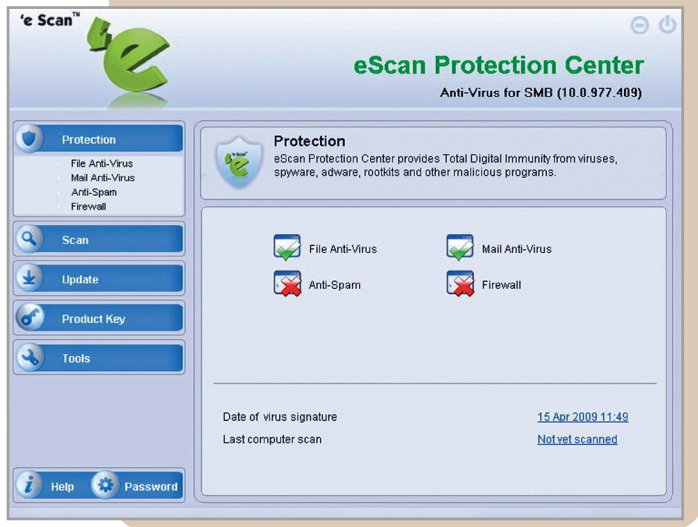 'e Scan™
eScan Protection Center
Anti-Virus for SMB (10.0.977.409)
Protection
File Anti-Virus
Mail Anti-Virus
Anti-Spam
Firewall
Scan
Update
Product Key
Tools
Help
Password
Protection
eScan Protection Center provides Total Digital Immunity from viruses,
spyware, adware, rootkits and other malicious programs.
File Anti-Virus
Mail Anti-Virus
Anti-Spam
Firewall
Date of virus signature
15 Apr 2009 11:49
Last computer scan
Not yet scanned